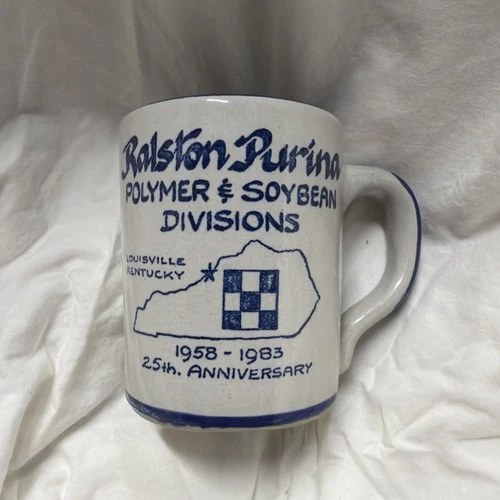 Ralston Purina
POLYMER & SOYBEAN
DIVISIONS
LOUISVILLE
KENTUCKY
1958 - 1983
25th. ANNIVERSARY